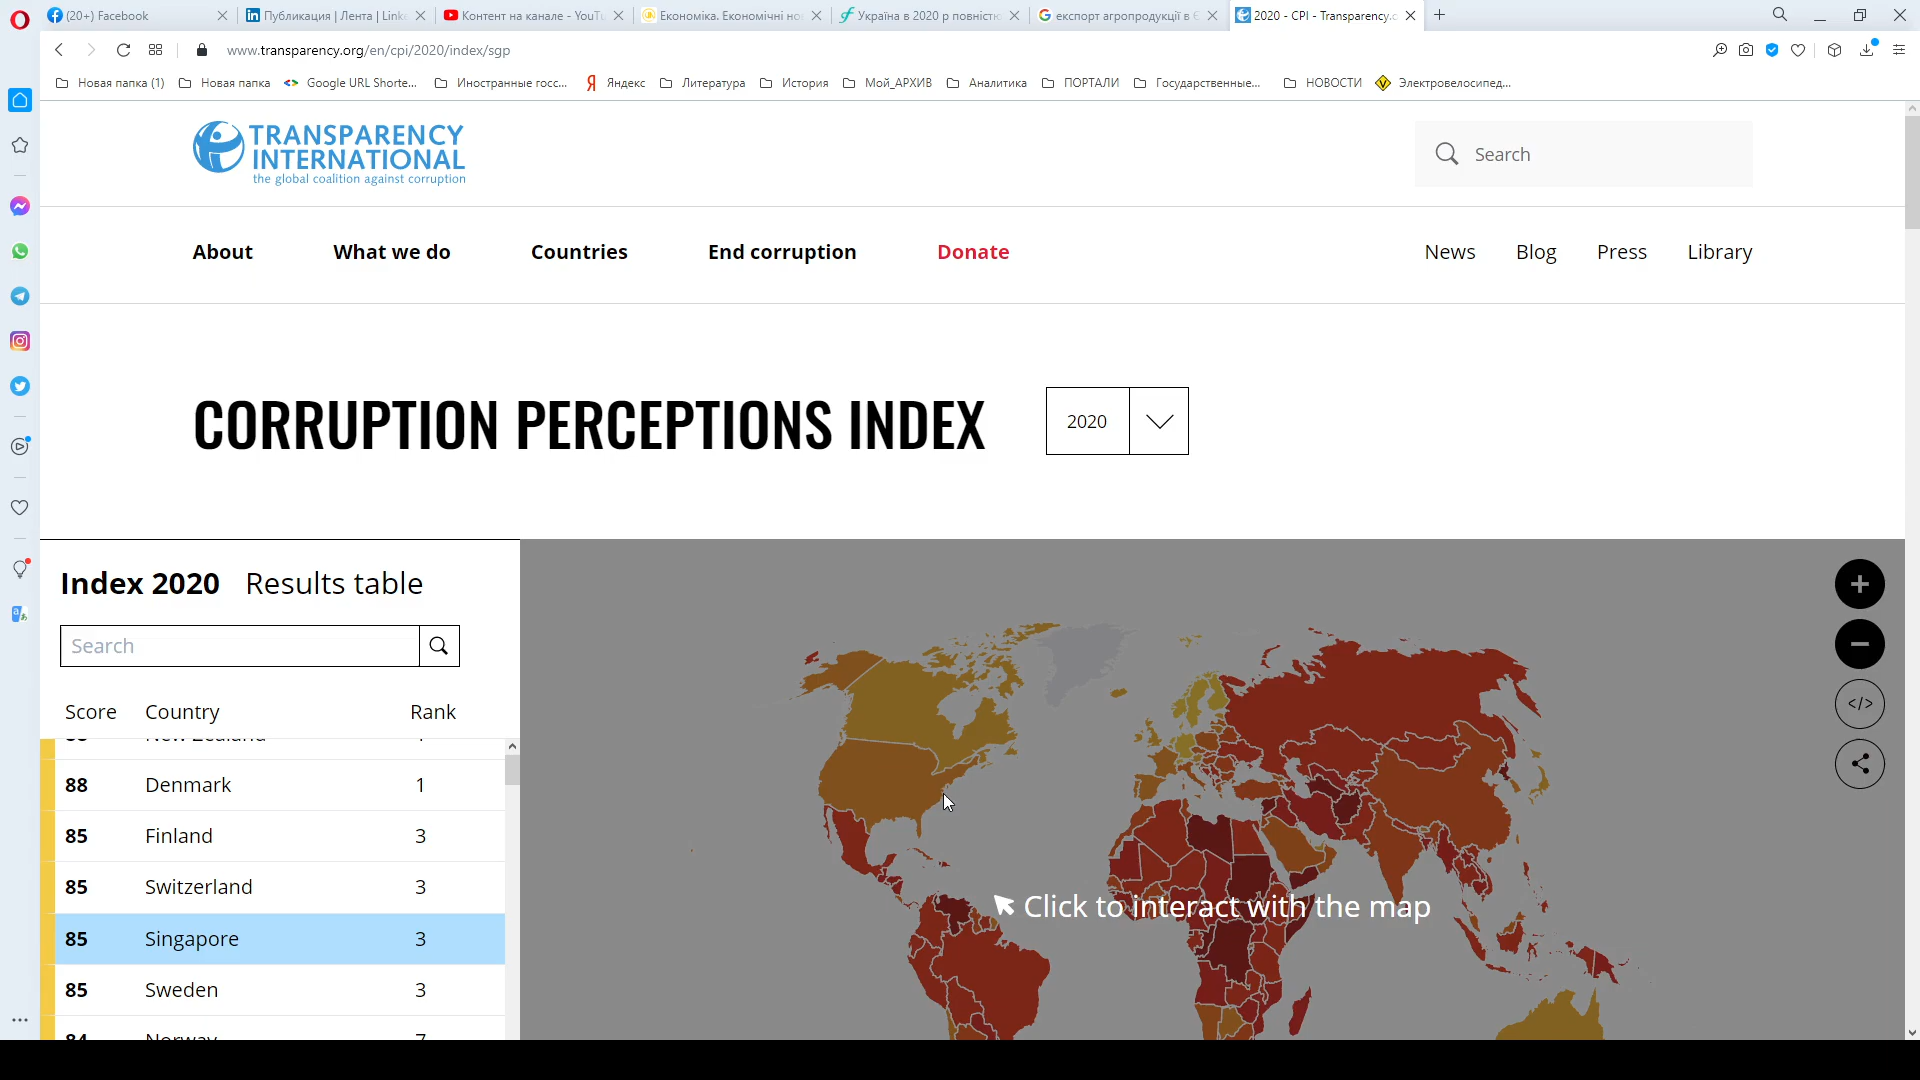 (20+) Facebook
Публикация | Лента | Link
Контент на канале - YouTu
Економіка. Економічні но
Україна в 2020 р повністю
експорт агропродукції в Є
2020 - CPI - Transparency.c
www.transparency.org/en/cpi/2020/index/sgp
Новая папка (1)
Новая папка
Google URL Shorte...
Иностранные госс...
Яндекс
Литература
История
Мой_АРХИВ
Аналитика
ПОРТАЛИ
Государственные...
НОВОСТИ
Электровелосипед...
TRANSPARENCY
INTERNATIONAL
the global coalition against corruption
Search
About
What we do
Countries
End corruption
Donate
News
Blog
Press
Library
CORRUPTION PERCEPTIONS INDEX
2020
Index 2020 Results table
Search
Score Country Rank
88 Denmark 1
85 Finland 3
85 Switzerland 3
85 Singapore 3
85 Sweden 3
84 Norway 7
Click to interact with the map